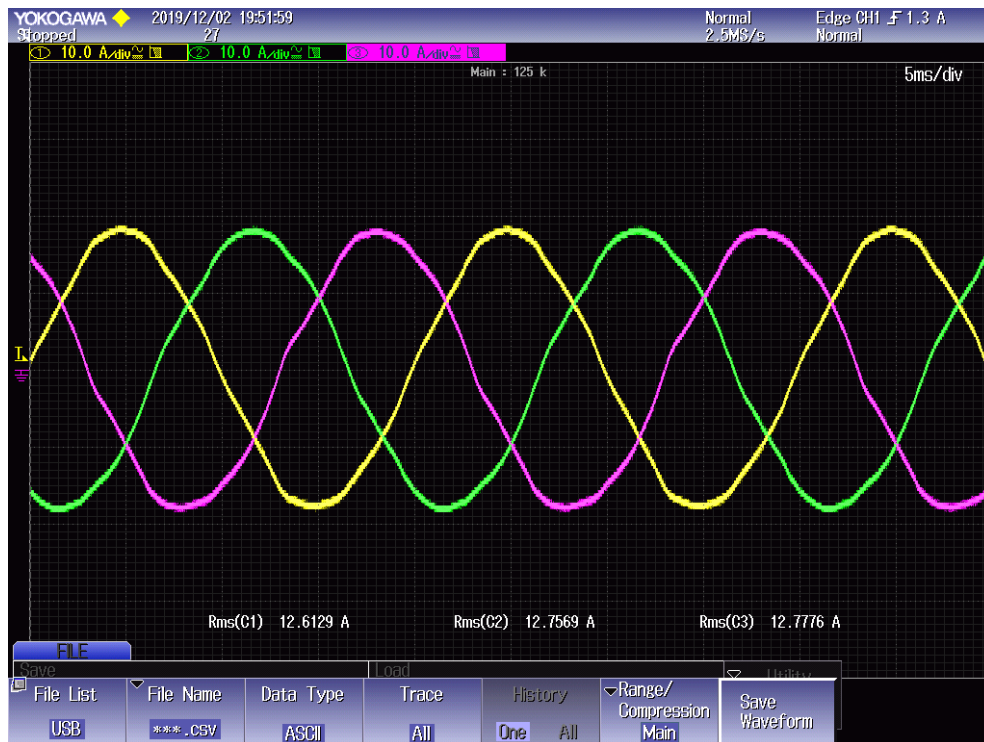 YOKOGAWA 2019/12/02 19:51:59 Normal Edge CH1 1.3 A
Stopped 27 2.5MS/s Normal
1 10.0 A/div 2 10.0 A/div 3 10.0 A/div
Main : 125 k
5ms/div
Rms(C1) 12.6129 A Rms(C2) 12.7569 A Rms(C3) 12.7776 A
FILE
Save Load Utility
File List File Name Data Type Trace History Range/
Compression Save
Waveform
USB ***.CSV ASCII All One All Main